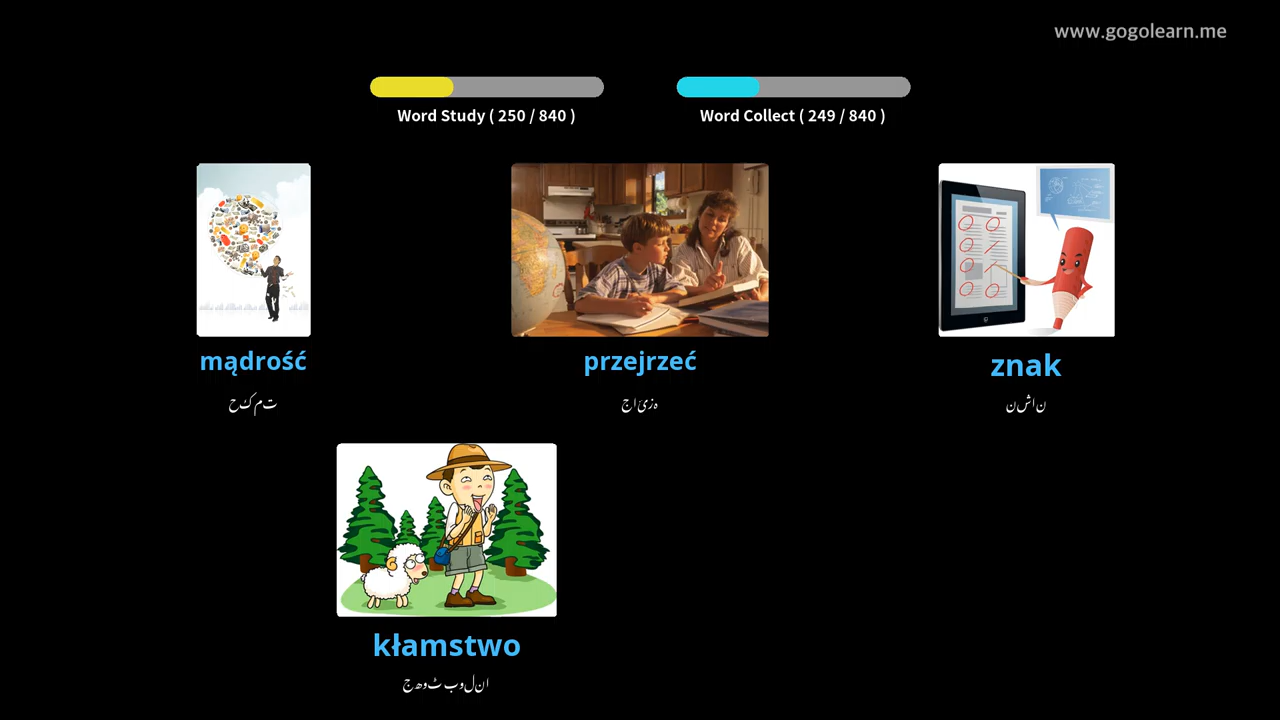 www.gogolearn.me
Word Study ( 250 / 840 )
Word Collect ( 249 / 840 )
mądrość
przejrzeć
znak
حکمت
جائزہ
نشان
kłamstwo
جھوٹ بولنا